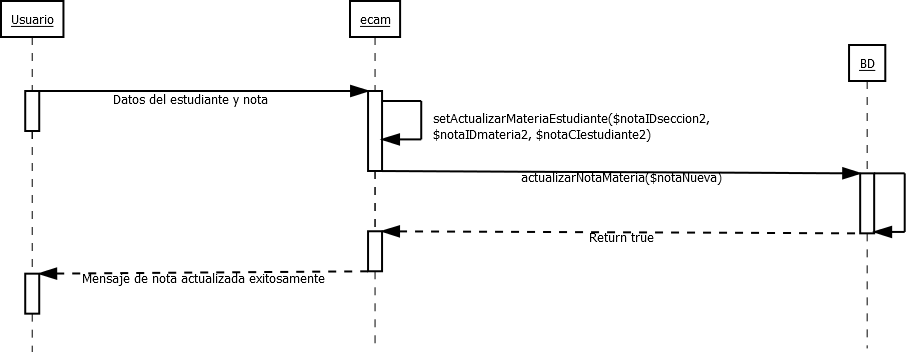 Usuario
ecam
BD
Datos del estudiante y nota
setActualizarMateriaEstudiante($notaIDseccion2,
$notaIDmateria2, $notaCIestudiante2)
actualizarNotaMateria($notaNueva)
Return true
Mensaje de nota actualizada exitosamente